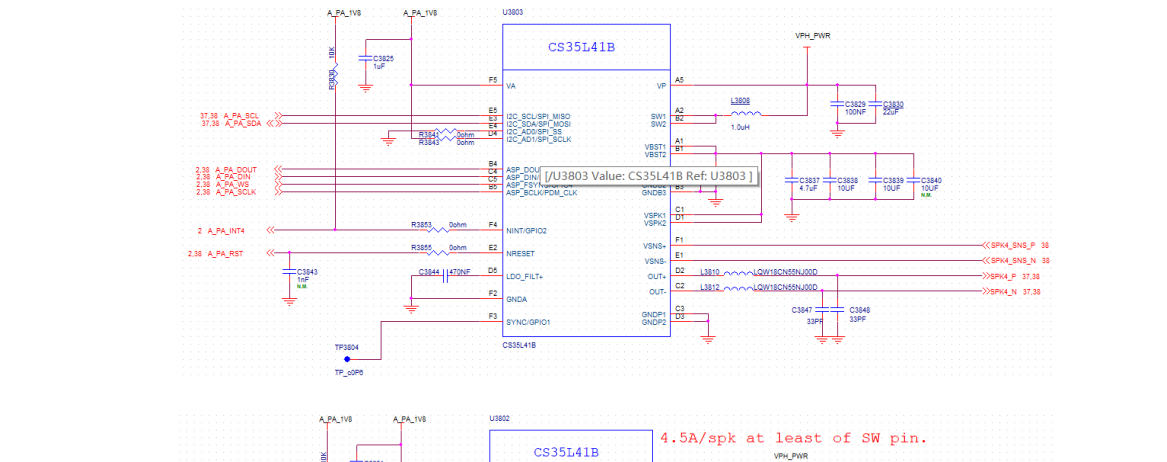 A_PA_1V8
A_PA_1V8
U3803
CS35L41B
VPH_PWR
R3830 10K
C3825
1uF
F5
VA
VP
A5
L3808
1.0uH
C3829
100NF
C3830
22uF
37,38 A_PA_SCL
37,38 A_PA_SDA
E5
E3
E4
D4
I2C_SCL/SPI_MISO
I2C_SDA/SPI_MOSI
I2C_AD0/SPI_SS
I2C_AD1/SPI_SCLK
R3841 0ohm
R3843 0ohm
SW1
SW2
A2
B2
VBST1
VBST2
A1
B1
2,38 A_PA_DOUT
2,38 A_PA_DIN
2,38 A_PA_WS
2,38 A_PA_SCLK
B4
C4
C5
B5
ASP_DOU
ASP_DIN/
ASP_BCLK/PDM_CLK
[/U3803 Value: CS35L41B Ref: U3803 ]
GNDB3
B3
C3837
4.7uF
C3838
10UF
C3839
10UF
C3840
10UF
N.M.
VSPK1
VSPK2
C1
D1
2 A_PA_INT4
R3853 0ohm
F4
NINT/GPIO2
2,38 A_PA_RST
R3855 0ohm
E2
NRESET
C3843
1nF
N.M.
C3844 470NF
D5
LDO_FILT+
F2
GNDA
F3
SYNC/GPIO1
VSNS+
F1
SPK4_SNS_P 38
VSNS-
E1
SPK4_SNS_N 38
OUT+
D2
L3810 LQW18CN55NJ00D
SPK4_P 37,38
OUT-
C2
L3812 LQW18CN55NJ00D
SPK4_N 37,38
C3847
33PF
C3848
33PF
GNDP1
GNDP2
C3
D3
CS35L41B
TP3804
TP_c0P6
A_PA_1V8
A_PA_1V8
U3802
CS35L41B
4.5A/spk at least of SW pin.
VPH_PWR